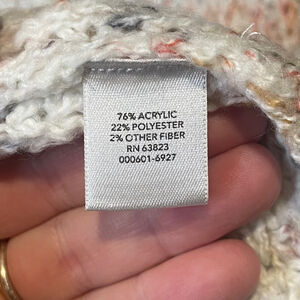 76% ACRYLIC
22% POLYESTER
2% OTHER FIBER
RN 63823
000601-6927